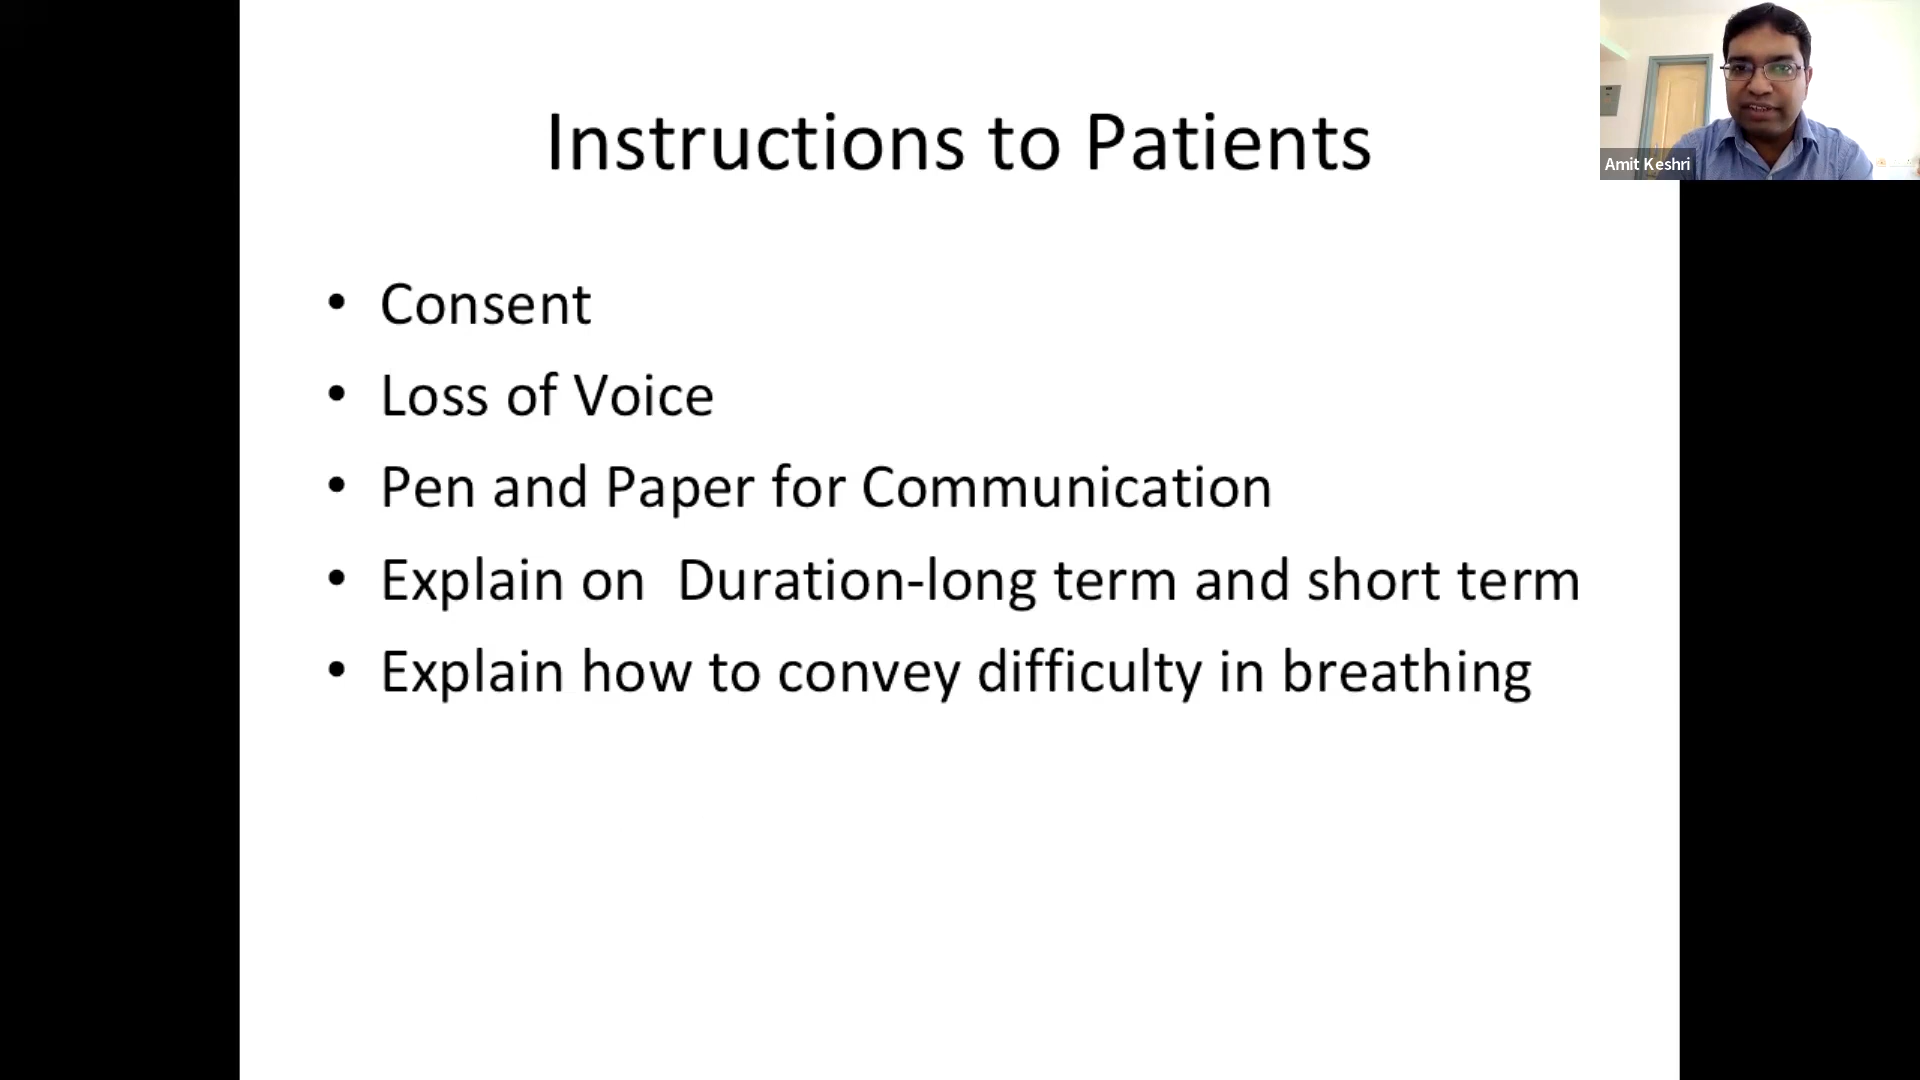 Instructions to Patients
Amit Keshri
• Consent
• Loss of Voice
• Pen and Paper for Communication
• Explain on  Duration-long term and short term
• Explain how to convey difficulty in breathing